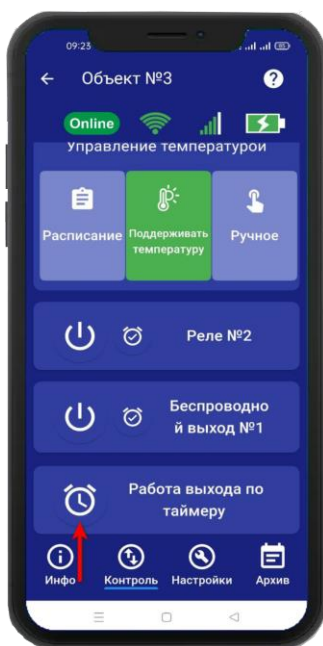 09:23
Объект №3
?
Online
Управление температурой
Расписание
Поддерживать
температуру
Ручное
Реле №2
Беспроводно
й выход №1
Работа выхода по
таймеру
Инфо
Контроль
Настройки
Архив